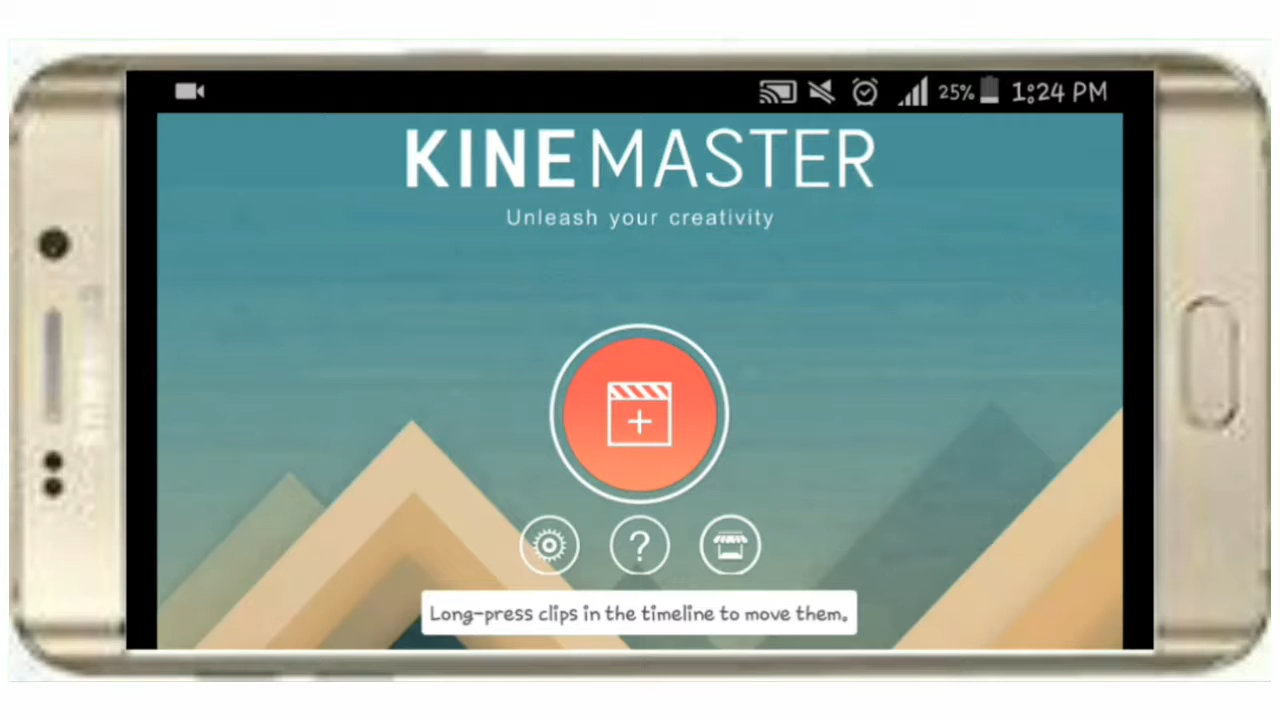 25% 1:24 PM
KINEMASTER
Unleash your creativity
?
Long-press clips in the timeline to move them.